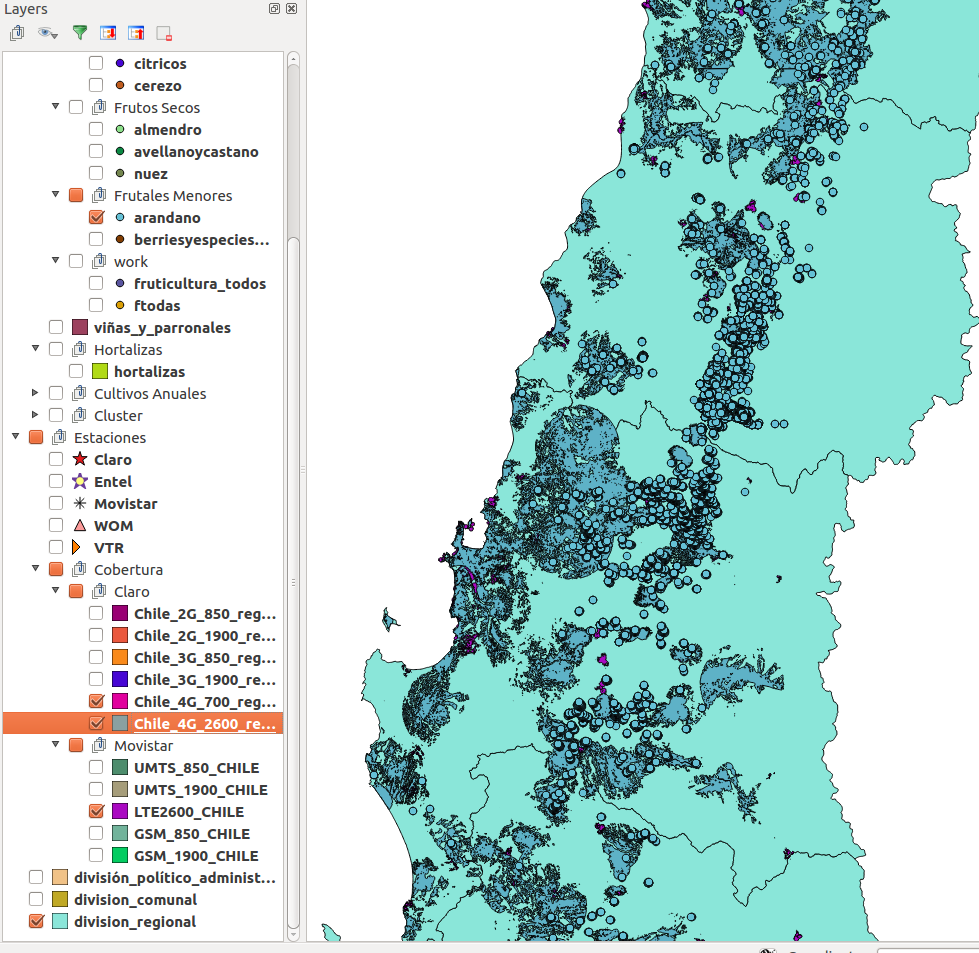 Layers
citricos
cerezo
Frutos Secos
almendro
avellanoycastano
nuez
Frutales Menores
arandano
berriesyespecies...
work
fruticultura_todos
ftodas
viñas_y_parronales
Hortalizas
hortalizas
Cultivos Anuales
Cluster
Estaciones
Claro
Entel
Movistar
WOM
VTR
Cobertura
Claro
Chile_2G_850_reg...
Chile_2G_1900_re...
Chile_3G_850_reg...
Chile_3G_1900_re...
Chile_4G_700_reg...
Chile_4G_2600_re...
Movistar
UMTS_850_CHILE
UMTS_1900_CHILE
LTE2600_CHILE
GSM_850_CHILE
GSM_1900_CHILE
división_político_administ...
division_comunal
division_regional